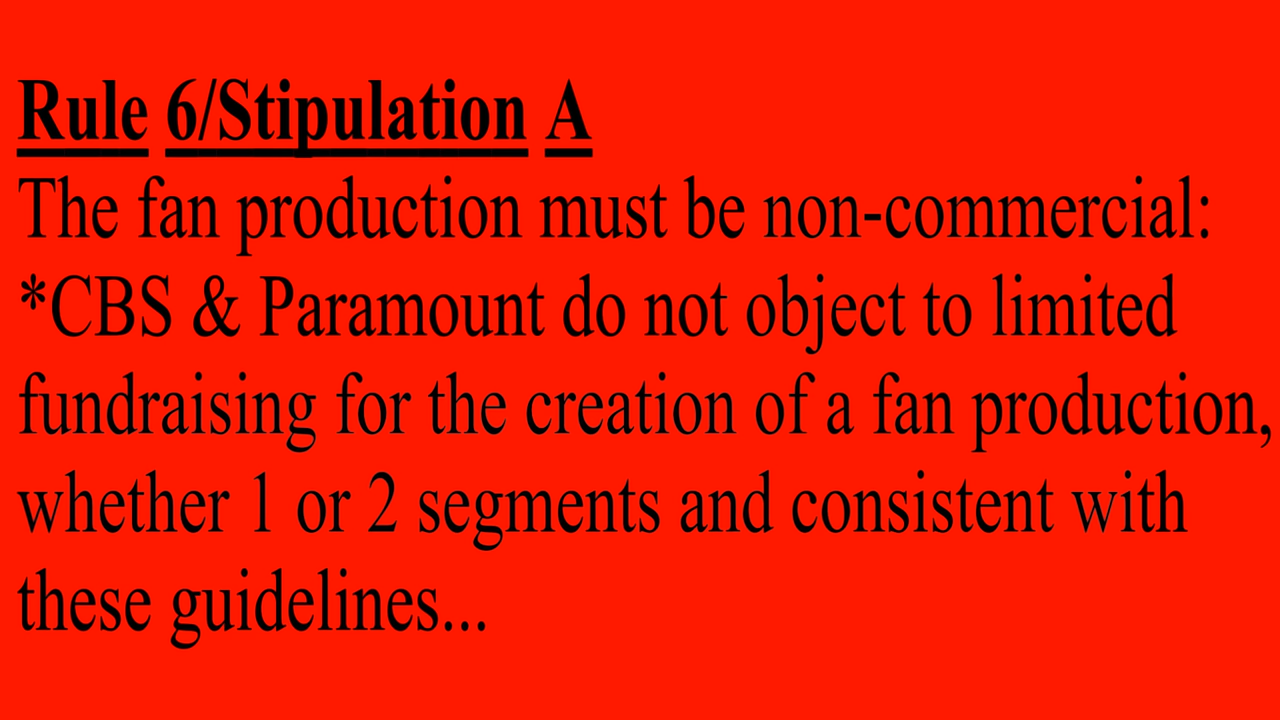 Rule 6/Stipulation A
The fan production must be non-commercial:
*CBS & Paramount do not object to limited
fundraising for the creation of a fan production,
whether 1 or 2 segments and consistent with
these guidelines...